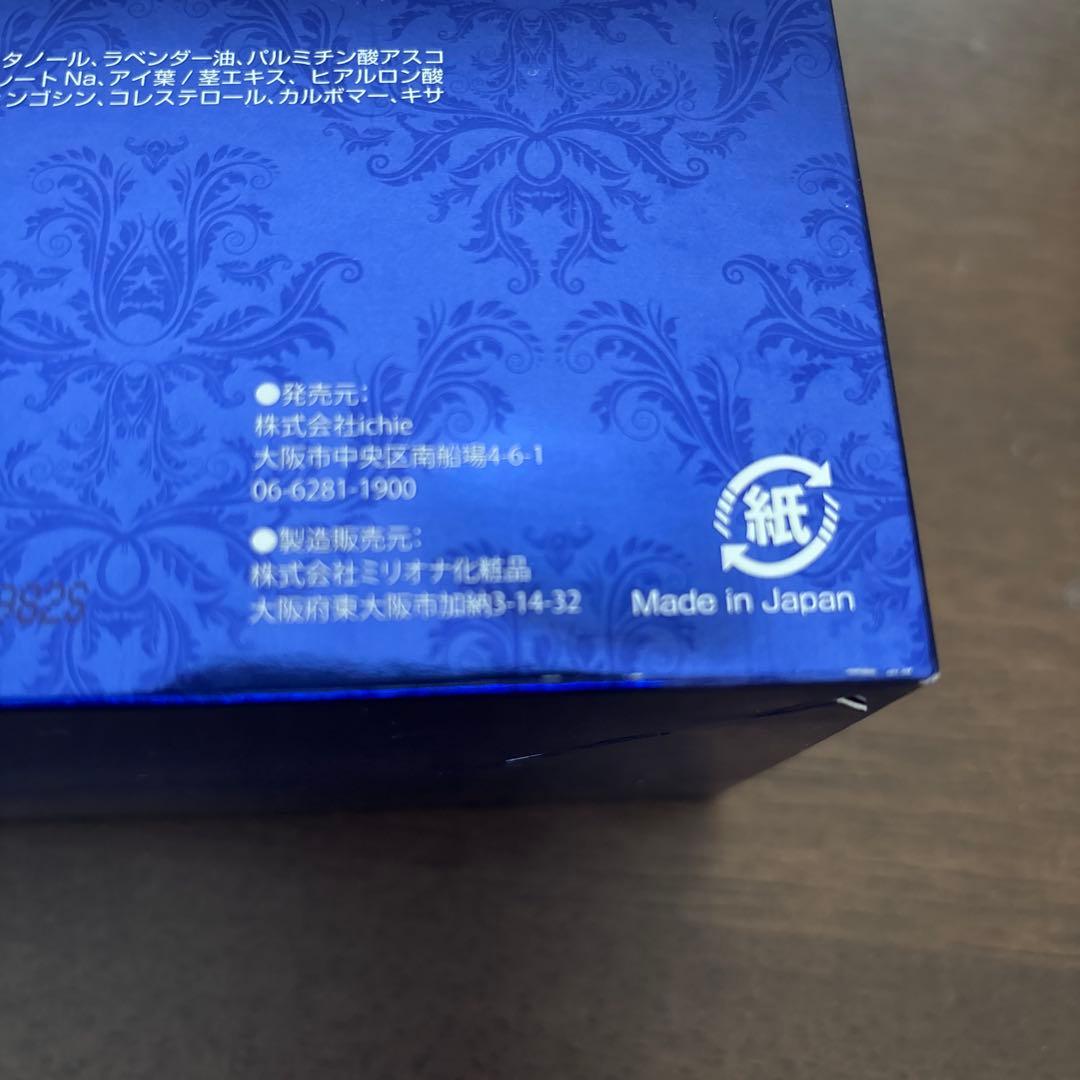 タノール、ラベンダー油、パルミチン酸アスコ
ート Na、アイ葉 / 茎エキス、ヒアルロン酸
ンゴシン、コレステロール、カルボマー、キサ
●発売元:
株式会社ichie
大阪市中央区南船場4-6-1
06-6281-1900
●製造販売元:
株式会社ミリオナ化粧品
大阪府東大阪市加納3-14-32
紙
Made in Japan